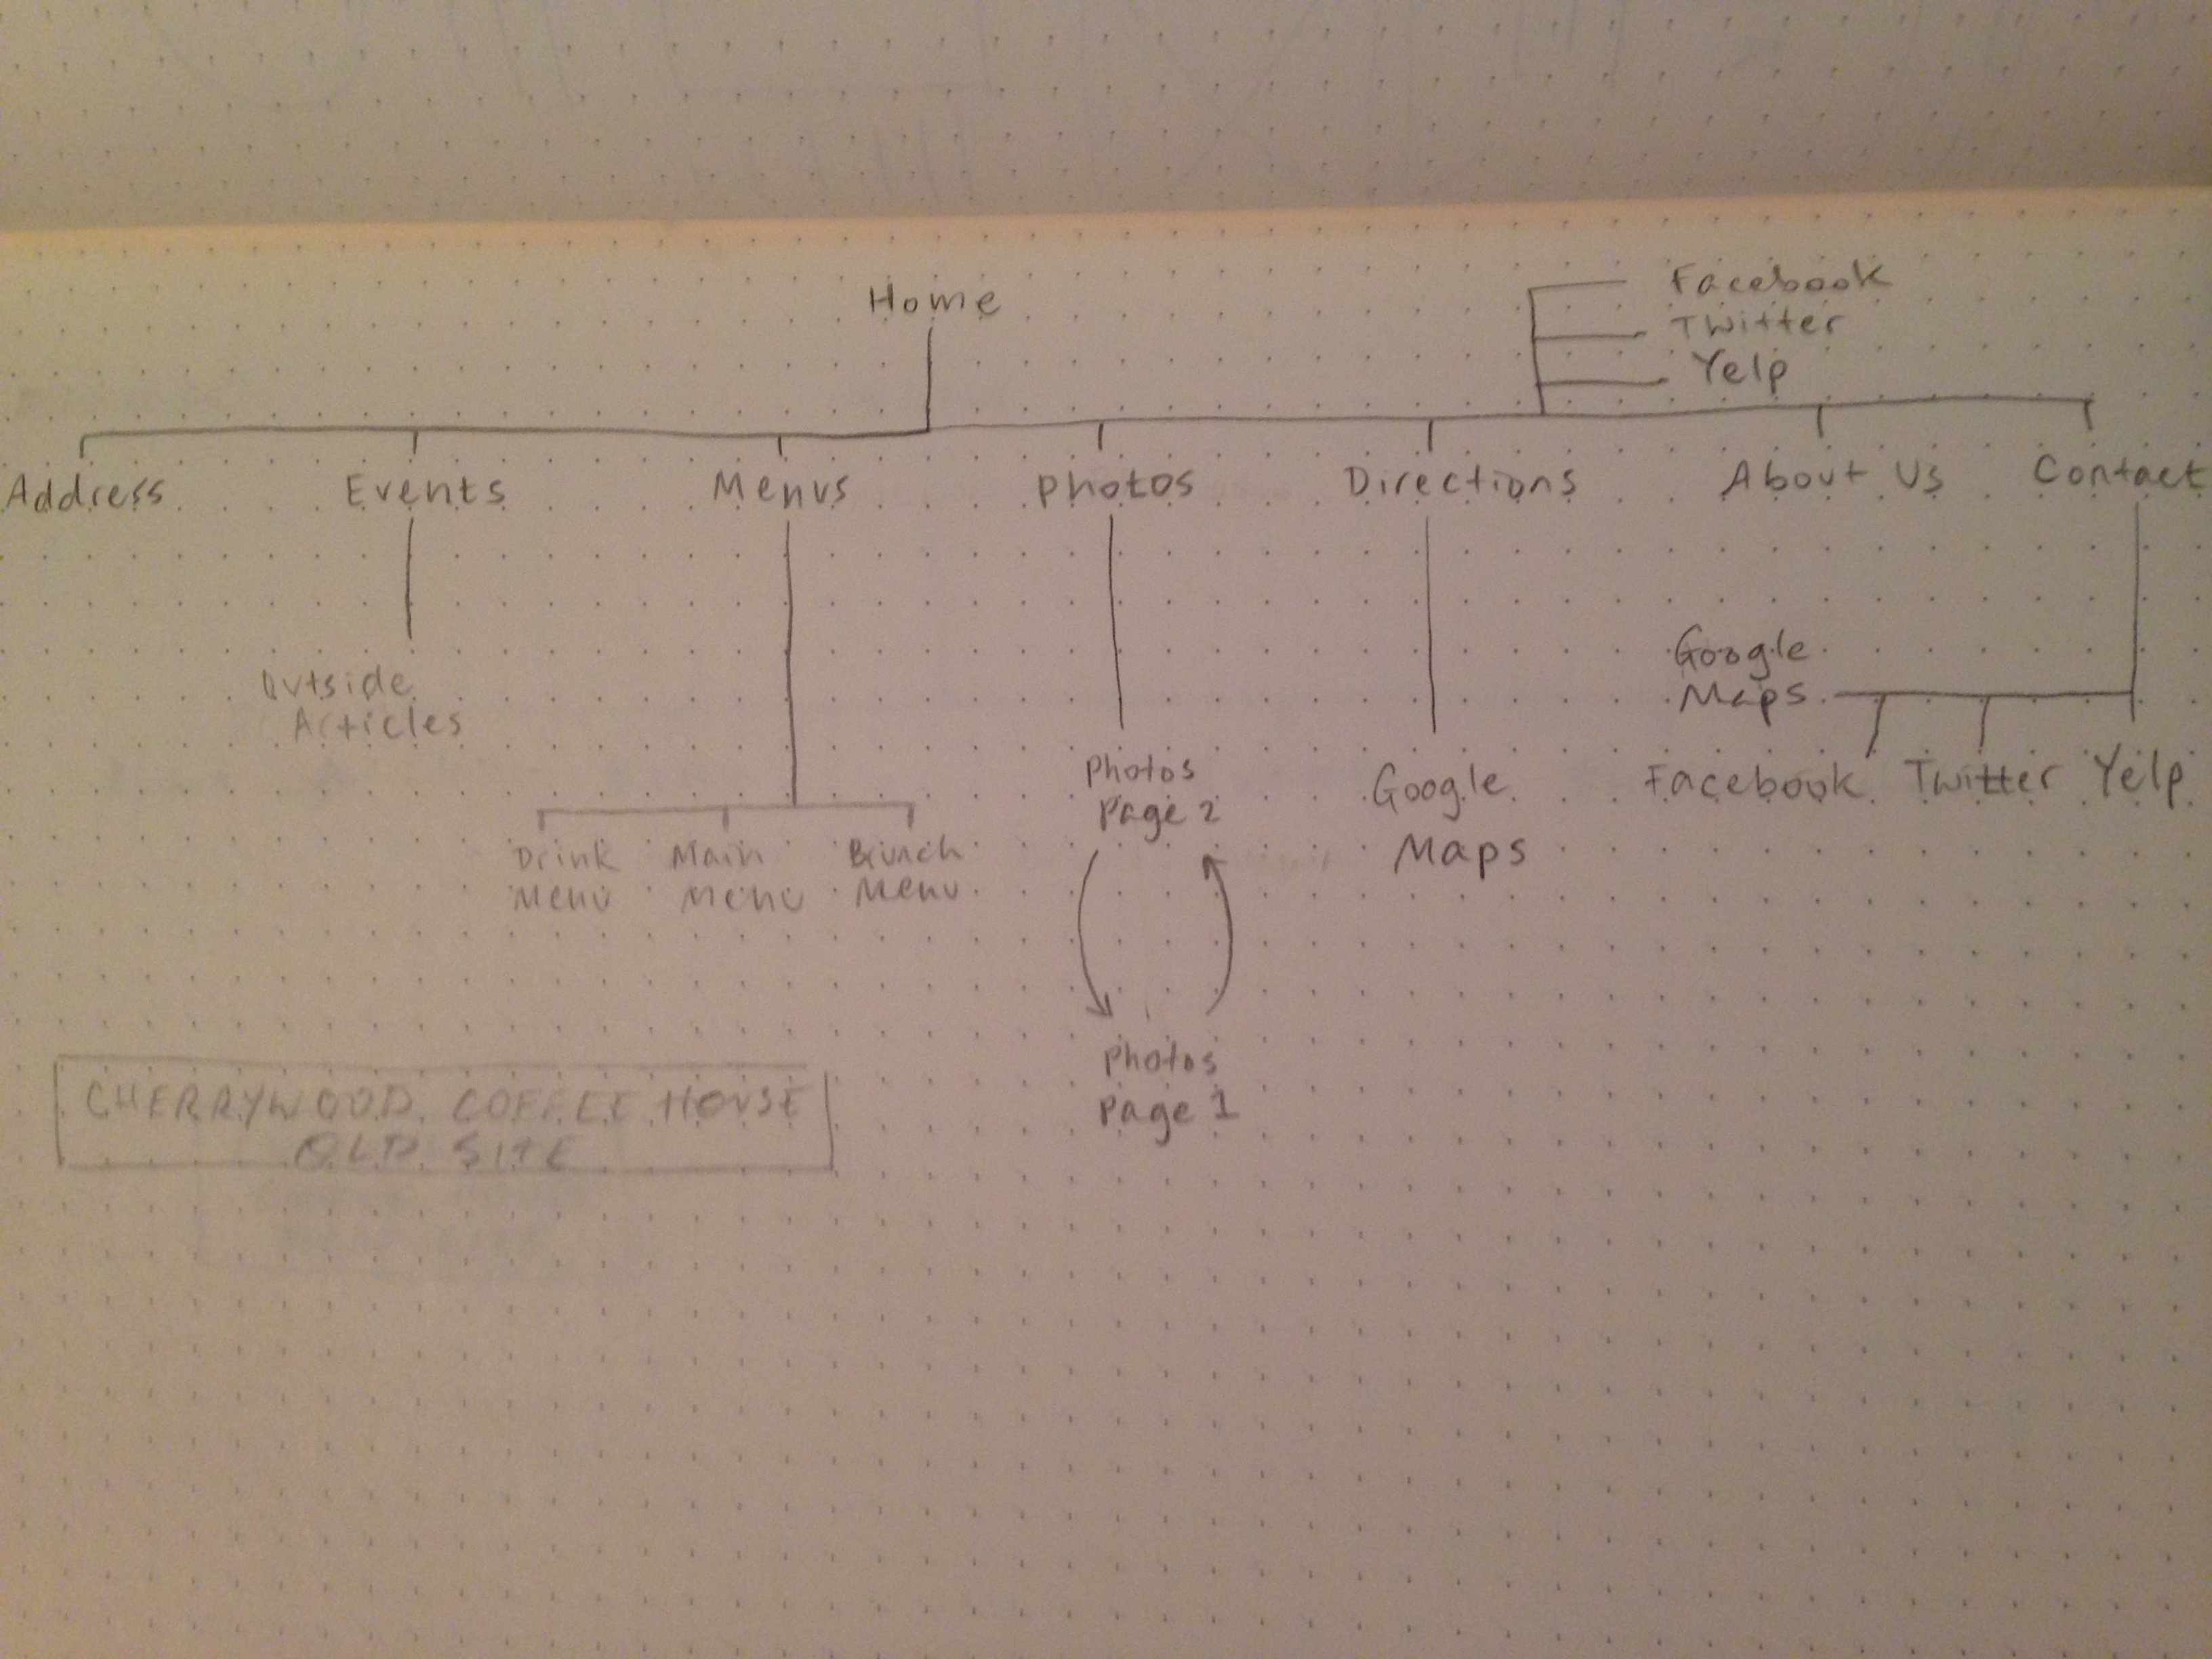 Home
Facebook
Twitter
Yelp
Address
Events
Menus
Photos
Directions
About Us
Contact
Outside
Articles
Drink
Menu
Main
Menu
Brunch
Menu
Photos
Page 2
Photos
Page 1
Google
Maps
Google
Maps
Facebook
Twitter
Yelp
CHERRYWOOD COFFEE HOUSE
OLD SITE